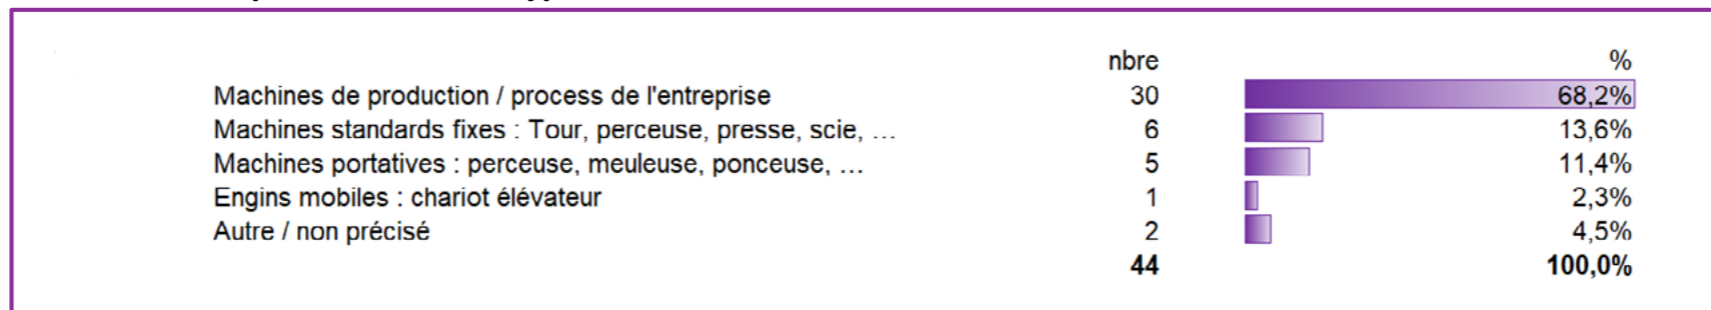 nbre %
Machines de production / process de l'entreprise 30 68,2%
Machines standards fixes : Tour, perceuse, presse, scie, … 6 13,6%
Machines portatives : perceuse, meuleuse, ponceuse, … 5 11,4%
Engins mobiles : chariot élévateur 1 2,3%
Autre / non précisé 2 4,5%
44 100,0%